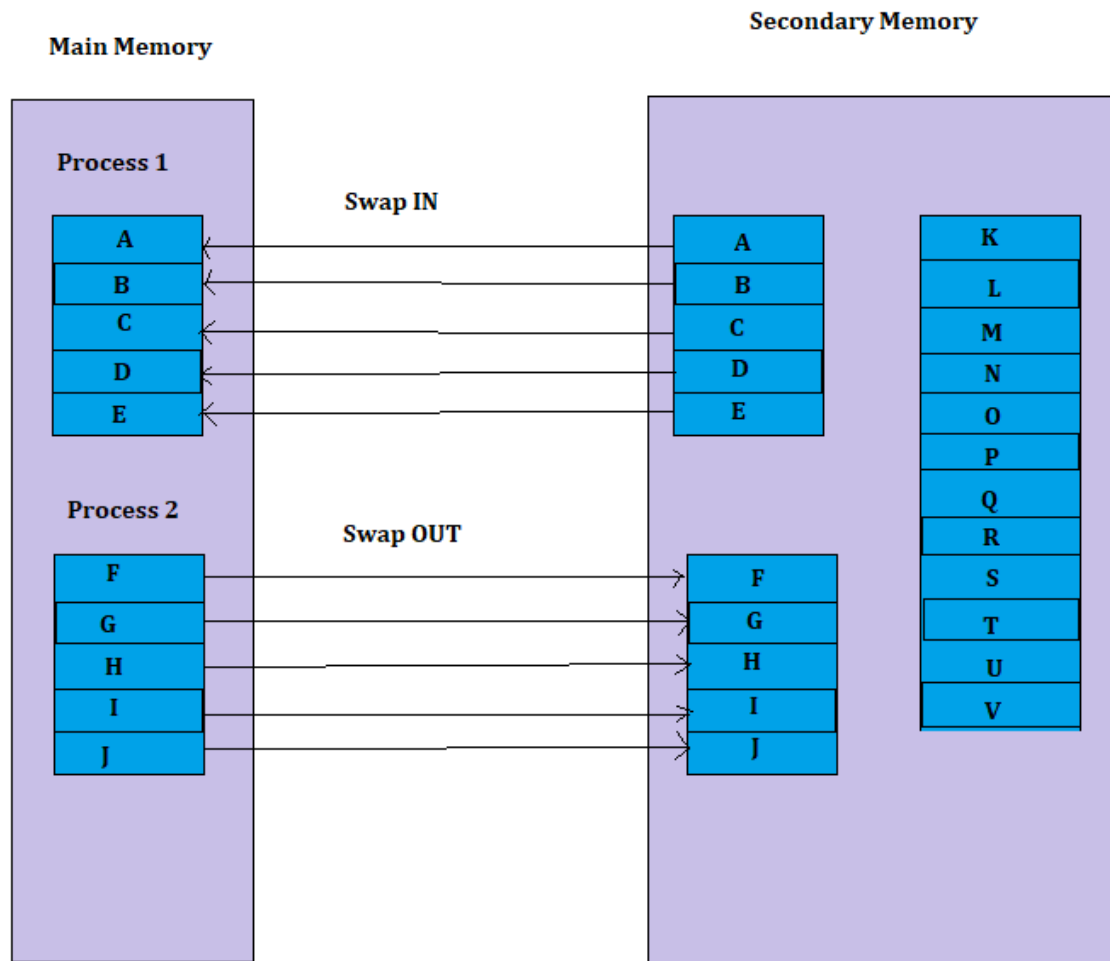 Main Memory
Secondary Memory
Process 1
Swap IN
A
B
C
D
E
A
B
C
D
E
Process 2
Swap OUT
F
G
H
I
J
F
G
H
I
J
K
L
M
N
O
P
Q
R
S
T
U
V